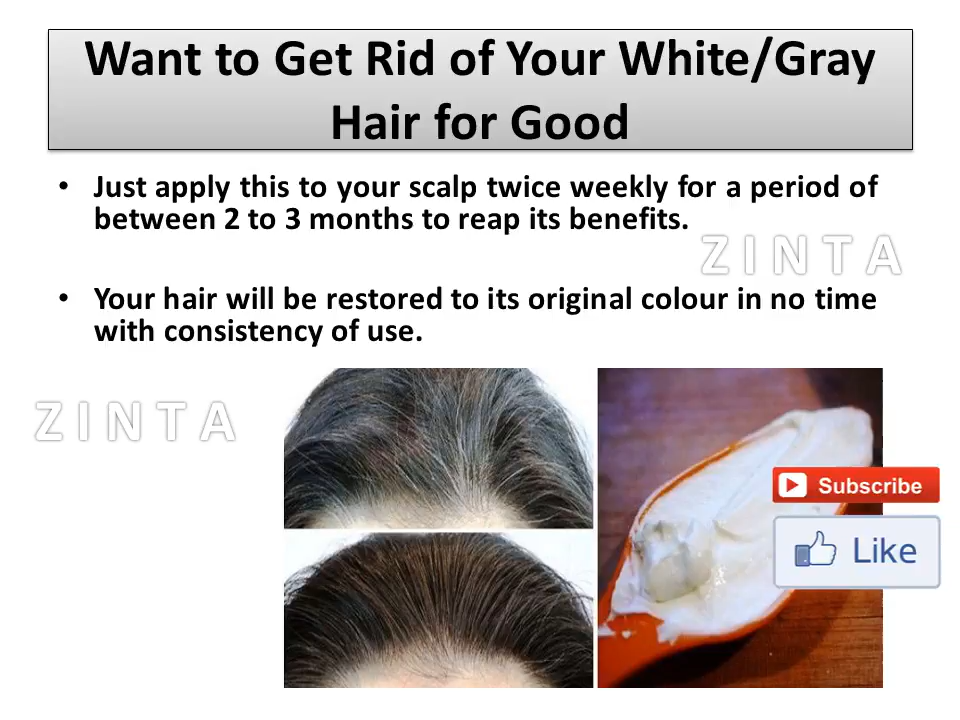 Want to Get Rid of Your White/Gray
Hair for Good
• Just apply this to your scalp twice weekly for a period of
between 2 to 3 months to reap its benefits.
ZINTA
• Your hair will be restored to its original colour in no time
with consistency of use.
ZINTA
Subscribe
Like